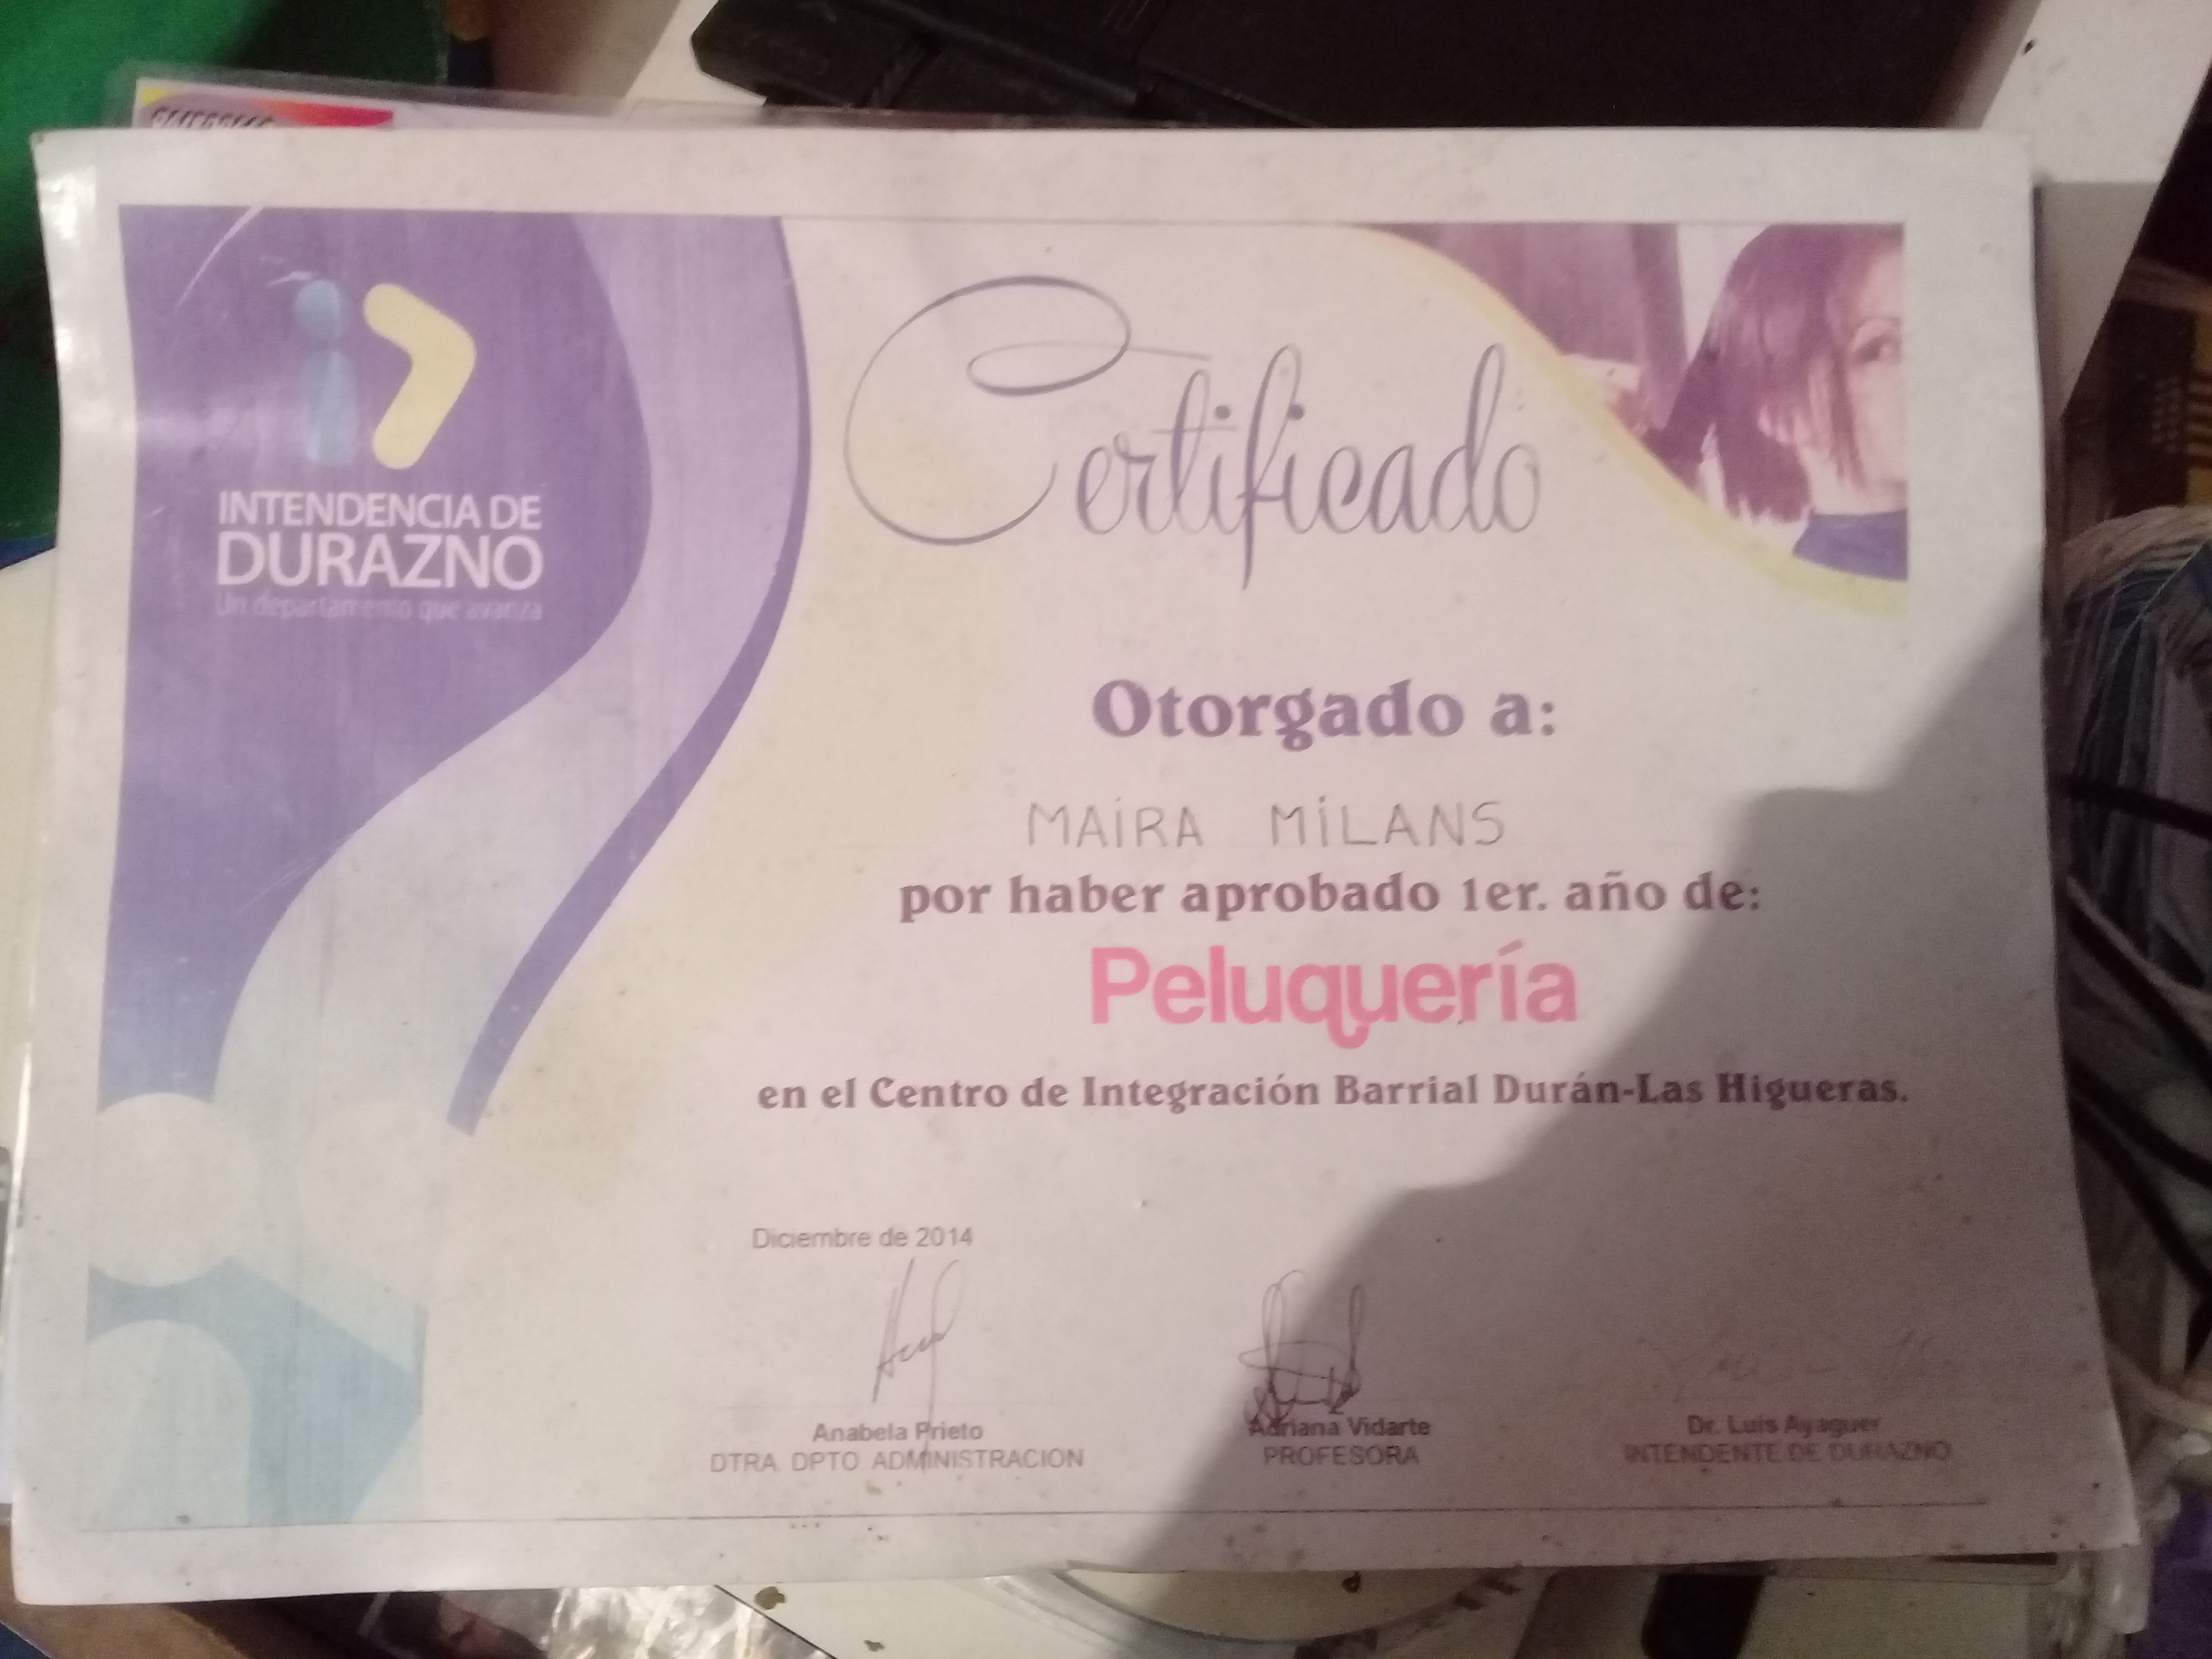 INTENDENCIA DE
DURAZNO
Un departamento que avanza
Certificado
Otorgado a:
MAiRA MiLANS
por haber aprobado 1er. año de:
Peluquería
en el Centro de Integración Barrial Durán-Las Higueras.
Diciembre de 2014
Anabela Prieto
DTRA. DPTO ADMINISTRACION
Adriana Vidarte
PROFESORA
Dr. Luis Ayaguer
INTENDENTE DE DURAZNO